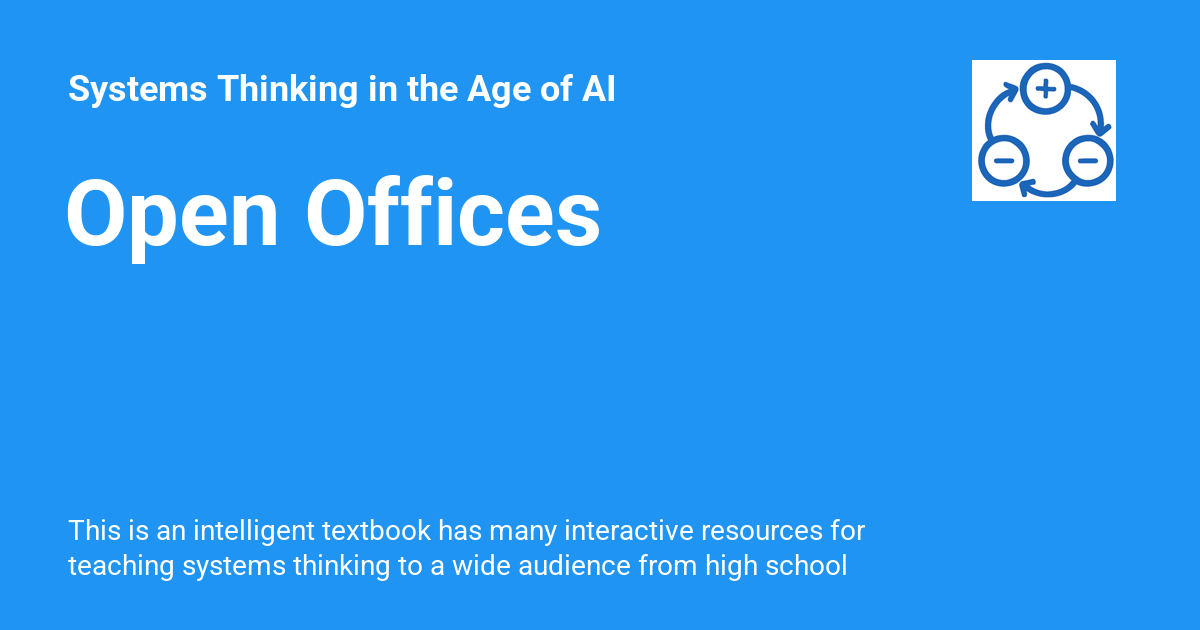 Systems Thinking in the Age of AI
Open Offices
This is an intelligent textbook has many interactive resources for
teaching systems thinking to a wide audience from high school